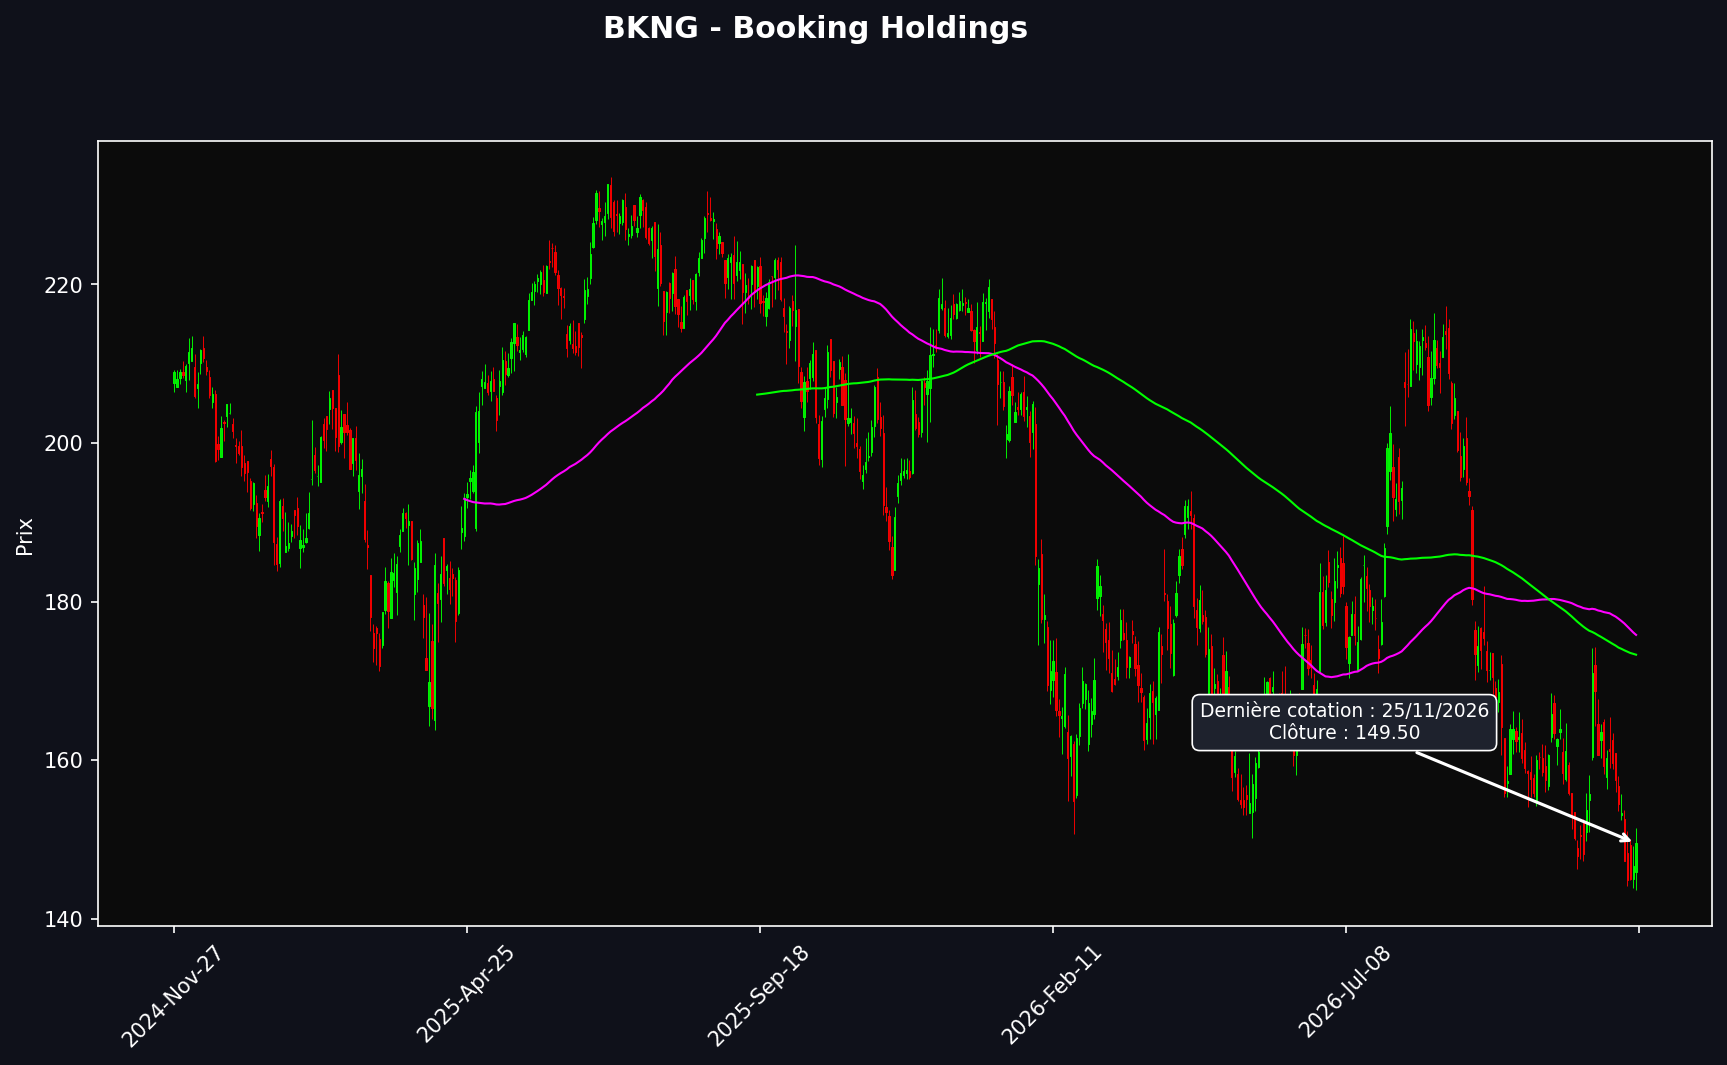 BKNG - Booking Holdings
Prix
220
200
180
160
140
Dernière cotation : 25/11/2026
Clôture : 149.50
2024-Nov-27
2025-Apr-25
2025-Sep-18
2026-Feb-11
2026-Jul-08